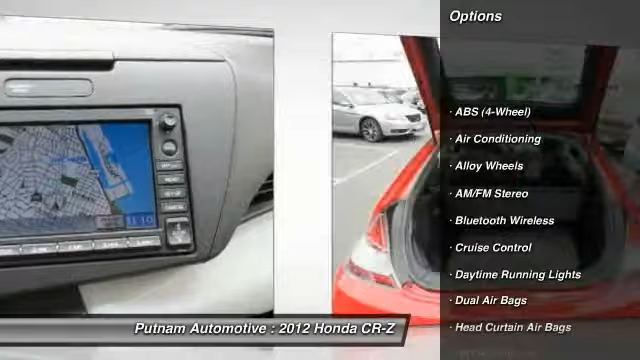 Options
· ABS (4-Wheel)
· Air Conditioning
· Alloy Wheels
· AM/FM Stereo
· Bluetooth Wireless
· Cruise Control
· Daytime Running Lights
· Dual Air Bags
· Head Curtain Air Bags
Putnam Automotive : 2012 Honda CR-Z